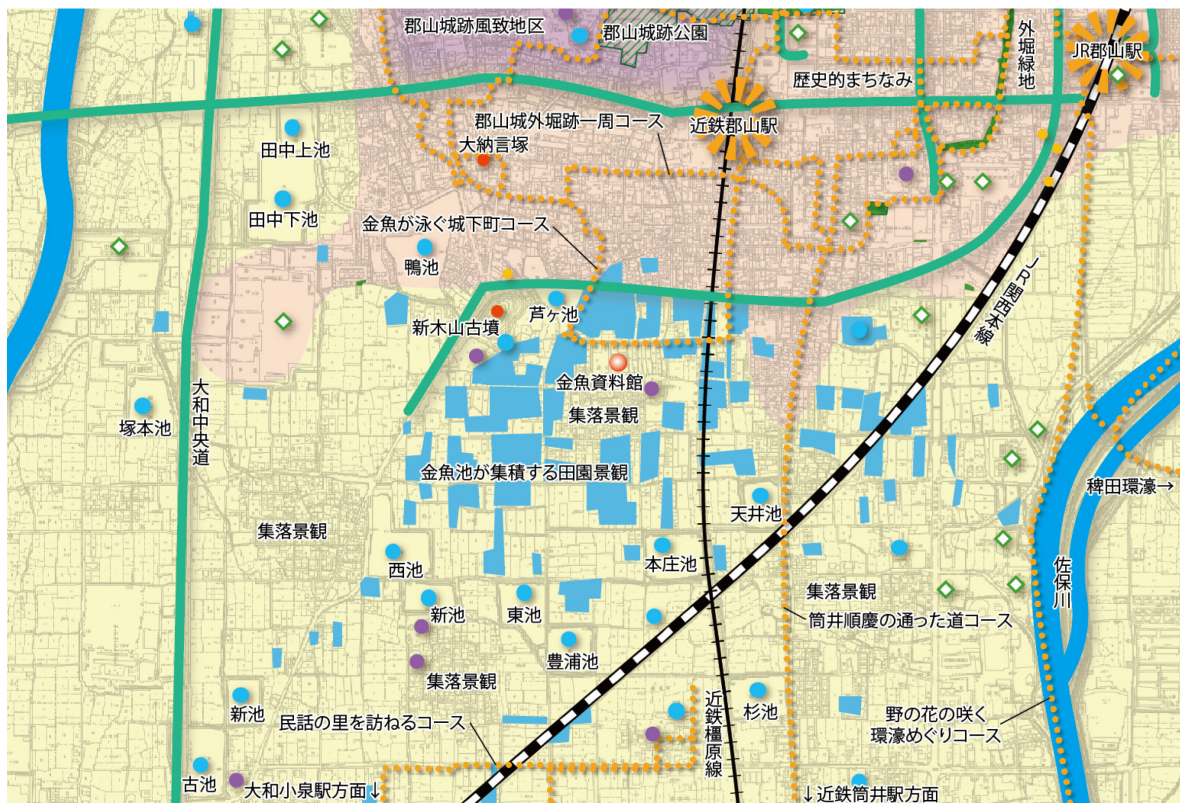 郡山城跡風致地区
郡山城跡公園
外堀緑地
JR郡山駅
歴史的まちなみ
近鉄郡山駅
郡山城外堀跡一周コース
大納言塚
田中上池
田中下池
金魚が泳ぐ城下町コース
鴨池
芦ヶ池
新木山古墳
JR関西本線
金魚資料館
集落景観
大和中央道
塚本池
金魚池が集積する田園景観
稗田環濠→
天井池
集落景観
本庄池
西池
佐保川
新池
東池
集落景観
筒井順慶の通った道コース
豊浦池
集落景観
新池
杉池
近鉄橿原線
民話の里を訪ねるコース
野の花の咲く
環濠めぐりコース
古池
大和小泉駅方面↓
↓近鉄筒井駅方面